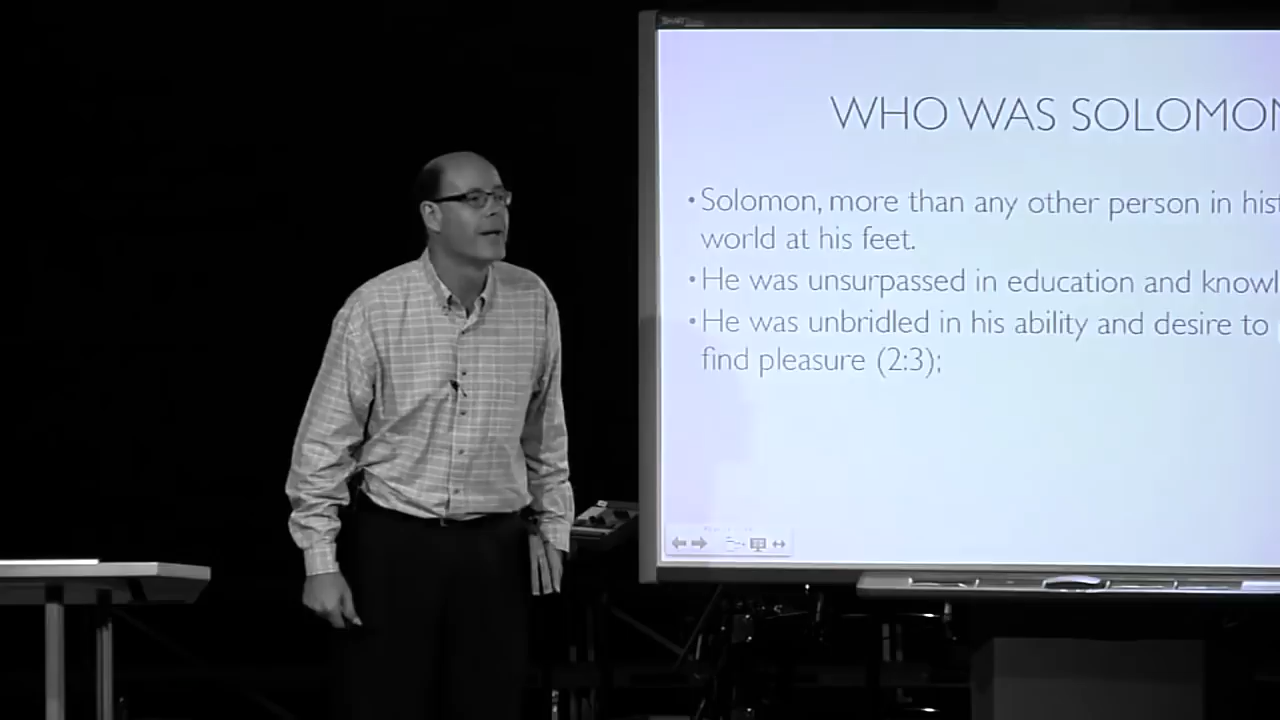 WHO WAS SOLOMON
• Solomon, more than any other person in hist
world at his feet.
• He was unsurpassed in education and knowl
• He was unbridled in his ability and desire to
find pleasure (2:3);